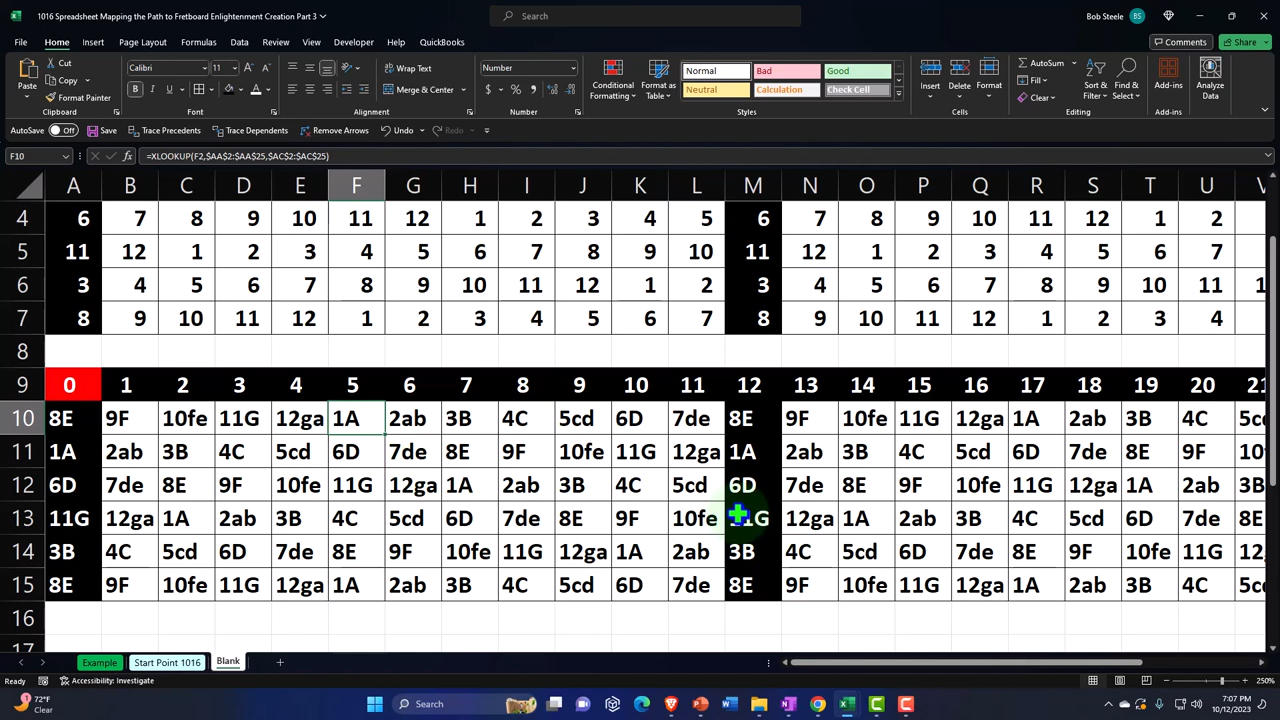 1016 Spreadsheet Mapping the Path to Fretboard Enlightenment Creation Part 3
Search
Bob Steele BS
File Home Insert Page Layout Formulas Data Review View Developer Help QuickBooks Comments Share
Cut
Copy
Format Painter
Paste
Clipboard
Calibri 11
B I U
Font
Wrap Text
Merge & Center
Alignment
Number
$ % 9
Number
Conditional Formatting
Format as Table
Normal Bad Good
Neutral Calculation Check Cell
Styles
Insert Delete Format
Cells
AutoSum
Fill
Clear
Sort & Filter
Find & Select
Editing
Add-ins
Add-ins
Analyze Data
AutoSave Off Save Trace Precedents Trace Dependents Remove Arrows Undo Redo
F10 fx =XLOOKUP(F2,$AA$2:$AA$25,$AC$2:$AC$25)
A B C D E F G H I J K L M N O P Q R S T U V
4 6 7 8 9 10 11 12 1 2 3 4 5 6 7 8 9 10 11 12 1 2
5 11 12 1 2 3 4 5 6 7 8 9 10 11 12 1 2 3 4 5 6 7
6 3 4 5 6 7 8 9 10 11 12 1 2 3 4 5 6 7 8 9 10 11 1
7 8 9 10 11 12 1 2 3 4 5 6 7 8 9 10 11 12 1 2 3 4
8
9 0 1 2 3 4 5 6 7 8 9 10 11 12 13 14 15 16 17 18 19 20 21
10 8E 9F 10fe 11G 12ga 1A 2ab 3B 4C 5cd 6D 7de 8E 9F 10fe 11G 12ga 1A 2ab 3B 4C 5cd
11 1A 2ab 3B 4C 5cd 6D 7de 8E 9F 10fe 11G 12ga 1A 2ab 3B 4C 5cd 6D 7de 8E 9F 10fe
12 6D 7de 8E 9F 10fe 11G 12ga 1A 2ab 3B 4C 5cd 6D 7de 8E 9F 10fe 11G 12ga 1A 2ab 3B
13 11G 12ga 1A 2ab 3B 4C 5cd 6D 7de 8E 9F 10fe 11G 12ga 1A 2ab 3B 4C 5cd 6D 7de 8E
14 3B 4C 5cd 6D 7de 8E 9F 10fe 11G 12ga 1A 2ab 3B 4C 5cd 6D 7de 8E 9F 10fe 11G 12ga
15 8E 9F 10fe 11G 12ga 1A 2ab 3B 4C 5cd 6D 7de 8E 9F 10fe 11G 12ga 1A 2ab 3B 4C 5cd
16
17
Example Start Point 1016 Blank
Ready Accessibility: Investigate 250%
72°F
Clear
Search
7:07 PM
10/12/2023